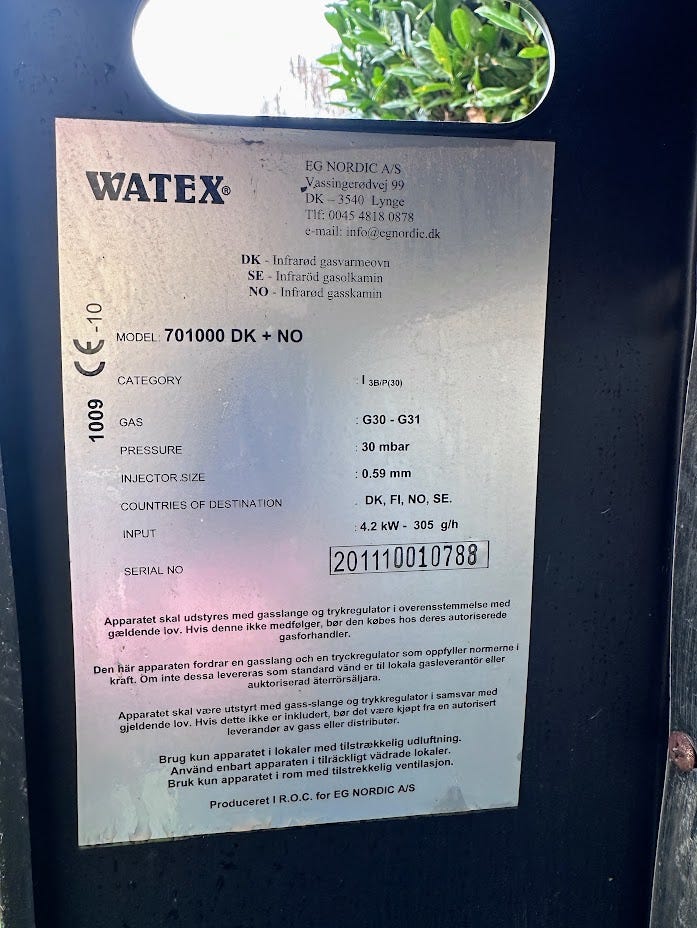 WATEX®
EG NORDIC A/S
Vassingerødvej 99
DK – 3540 Lynge
Tlf: 0045 4818 0878
e-mail: info@egnordic.dk
DK - Infrarød gasvarmeovn
SE - Infraröd gasolkamin
NO - Infrarød gasskamin
1009 CE -10
MODEL: 701000 DK + NO
CATEGORY : I 3B/P(30)
GAS : G30 - G31
PRESSURE : 30 mbar
INJECTOR SIZE : 0.59 mm
COUNTRIES OF DESTINATION : DK, FI, NO, SE.
INPUT : 4.2 kW - 305 g/h
SERIAL NO 201110010788
Apparatet skal udstyres med gasslange og trykregulator i overensstemmelse med
gældende lov. Hvis denne ikke medfølger, bør den købes hos deres autoriserede
gasforhandler.
Den här apparaten fordrar en gasslang och en tryckregulator som oppfyller normerne i
kraft. Om inte dessa levereras som standard vänd er til lokala gasleverantör eller
auktoriserad återrörsäljara.
Apparatet skal være utstyrt med gass-slange og trykkregulator i samsvar med
gjeldende lov. Hvis dette ikke er inkludert, bør det være kjøpt fra en autorisert
leverandør av gass eller distributør.
Brug kun apparatet i lokaler med tilstrækkelig udluftning.
Använd enbart apparaten i tilräckligt vädrade lokaler.
Bruk kun apparatet i rom med tilstrekkelig ventilasjon.
Produceret I R.O.C. for EG NORDIC A/S